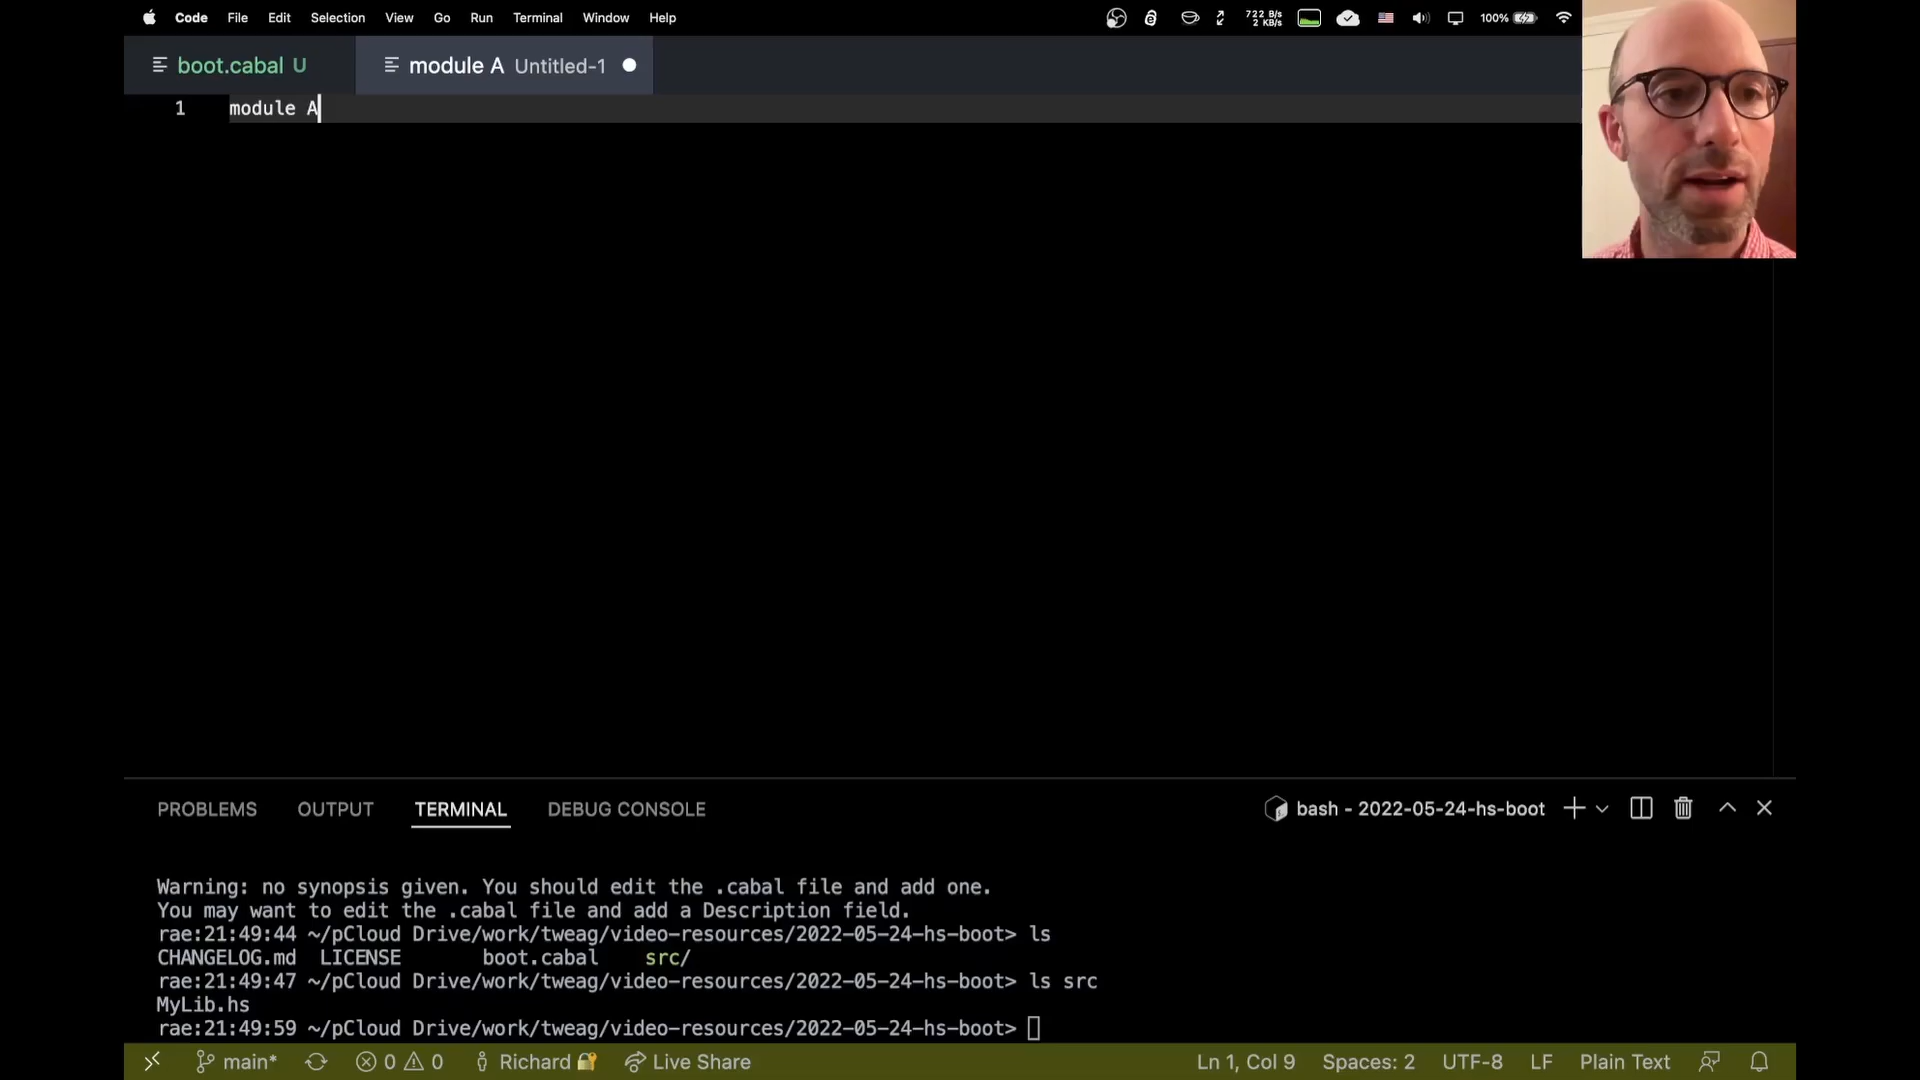 Code File Edit Selection View Go Run Terminal Window Help 722 B/s 2 KB/s 100%
boot.cabal U module A Untitled-1
1 module A
PROBLEMS OUTPUT TERMINAL DEBUG CONSOLE bash - 2022-05-24-hs-boot
Warning: no synopsis given. You should edit the .cabal file and add one.
You may want to edit the .cabal file and add a Description field.
rae:21:49:44 ~/pCloud Drive/work/tweag/video-resources/2022-05-24-hs-boot> ls
CHANGELOG.md LICENSE boot.cabal src/
rae:21:49:47 ~/pCloud Drive/work/tweag/video-resources/2022-05-24-hs-boot> ls src
MyLib.hs
rae:21:49:59 ~/pCloud Drive/work/tweag/video-resources/2022-05-24-hs-boot>
main* 0 0 Richard Live Share Ln 1, Col 9 Spaces: 2 UTF-8 LF Plain Text